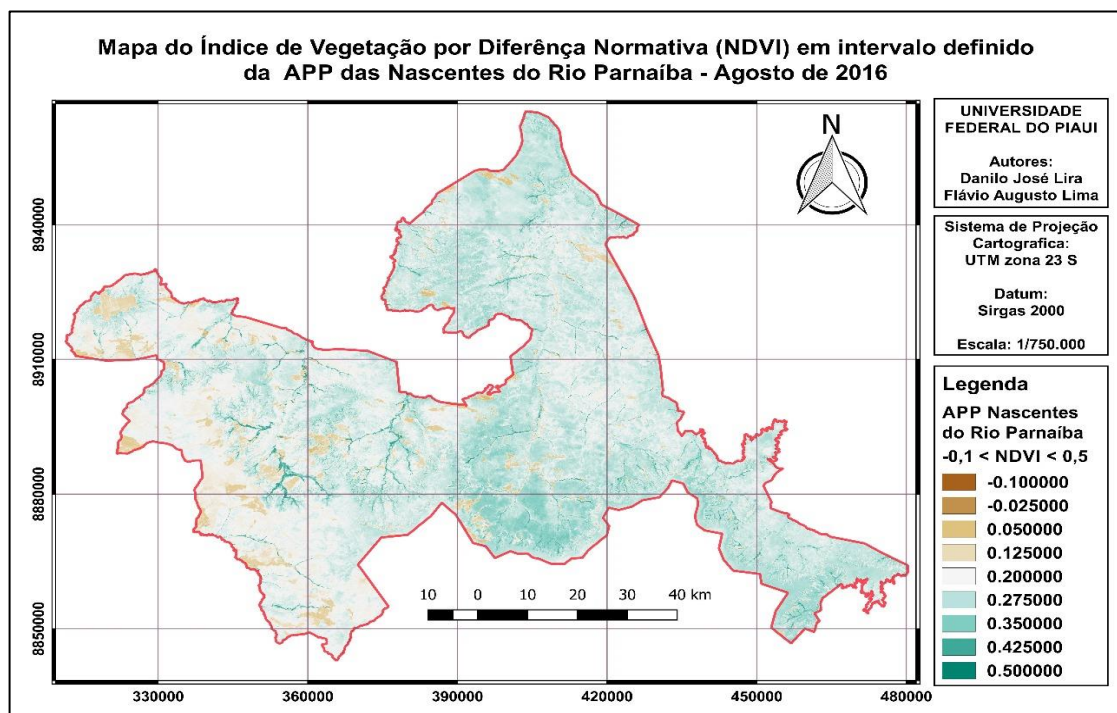 Mapa do Índice de Vegetação por Diferênça Normativa (NDVI) em intervalo definido
da APP das Nascentes do Rio Parnaíba - Agosto de 2016
UNIVERSIDADE
FEDERAL DO PIAUI
Autores:
Danilo José Lira
Flávio Augusto Lima
Sistema de Projeção
Cartografica:
UTM zona 23 S
Datum:
Sirgas 2000
Escala: 1/750.000
Legenda
APP Nascentes
do Rio Parnaíba
-0,1 < NDVI < 0,5
-0.100000
-0.025000
0.050000
0.125000
0.200000
0.275000
0.350000
0.425000
0.500000
N
8940000
8910000
8880000
8850000
10 0 10 20 30 40 km
330000 360000 390000 420000 450000 480000